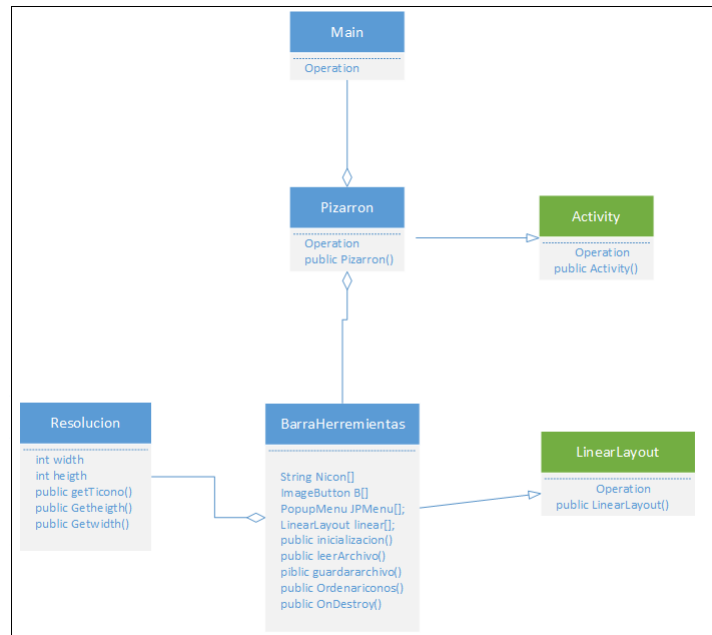 Main
Operation
Pizarron
Operation
public Pizarron()
Activity
Operation
public Activity()
Resolucion
int width
int heigth
public getTicono()
public Getheigth()
public Getwidth()
BarraHerremientas
String Nicon[]
ImageButton B[]
PopupMenu JPMenu[];
LinearLayout linear[];
public inicializacion()
public leerArchivo()
piblic guardararchivo()
public Ordenariconos()
public OnDestroy()
LinearLayout
Operation
public LinearLayout()